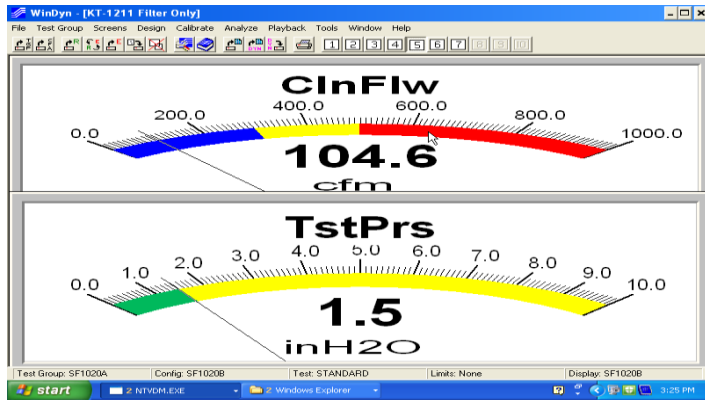 WinDyn - [KT-1211 Filter Only]
File Test Group Screens Design Calibrate Analyze Playback Tools Window Help
1 2 3 4 5 6 7 8 9 10
ClnFlw
0.0 200.0 400.0 600.0 800.0 1000.0
104.6
cfm
TstPrs
0.0 1.0 2.0 3.0 4.0 5.0 6.0 7.0 8.0 9.0 10.0
1.5
inH2O
Test Group: SF1020A Config: SF1020B Test: STANDARD Limits: None Display: SF1020B
start 2 NTVDM.EXE 2 Windows Explorer 3:25 PM